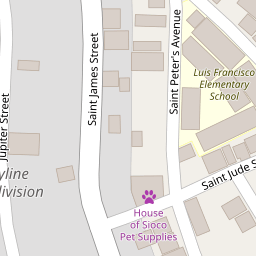 Saint James Street
Saint Peter's Avenue
Luis Francisco
Elementary
School
Jupiter Street
yline
division
Saint Jude S
House
of Sioco
Pet Supplies